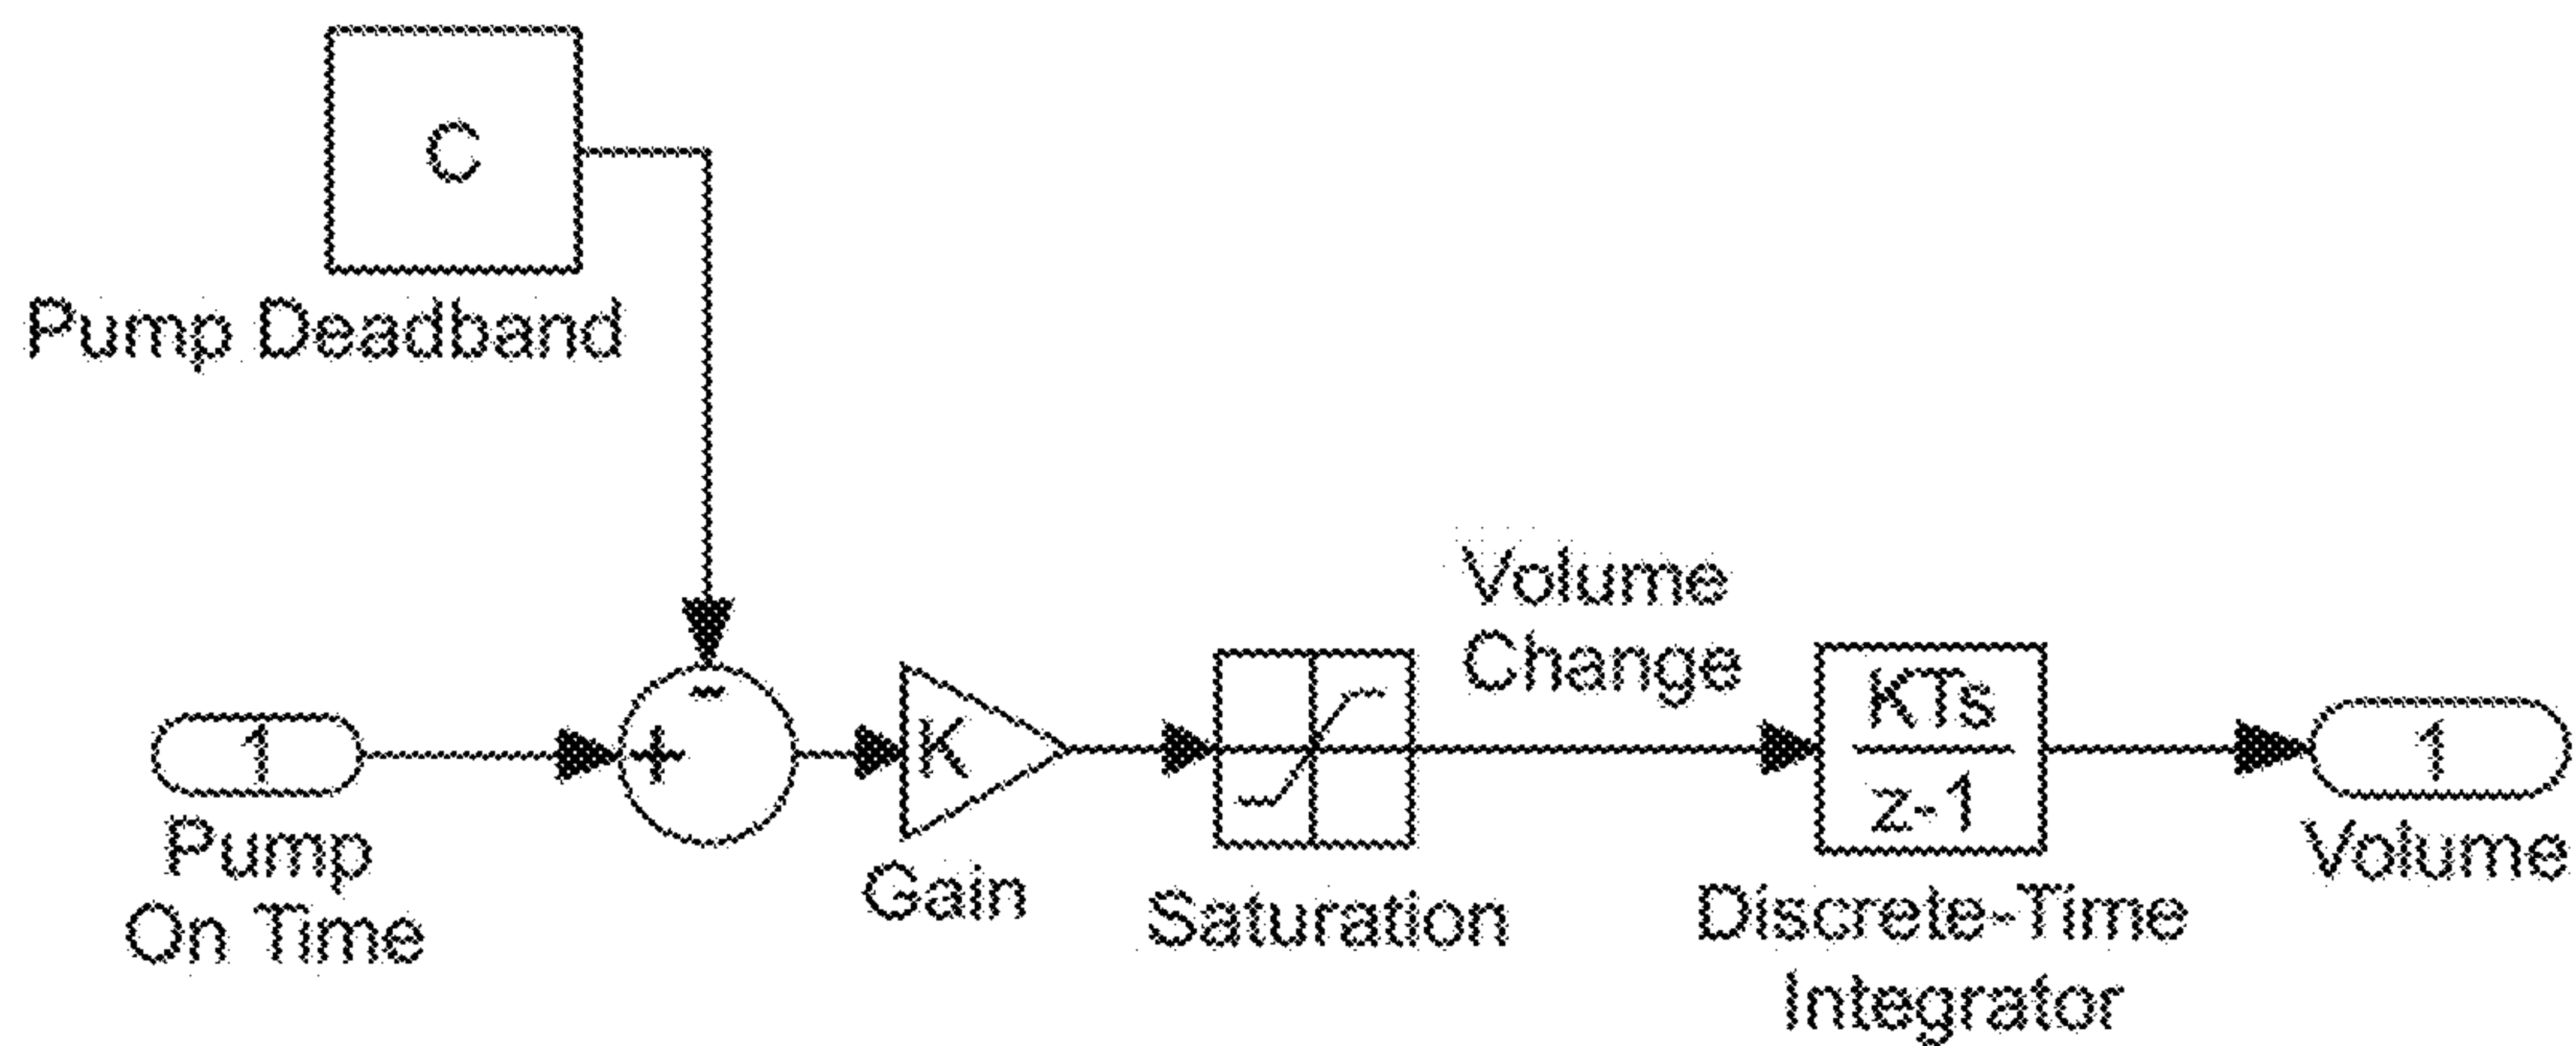 C
Pump Deadband
-
1
+
K
Pump
On Time
Gain
Saturation
Volume
Change
KTs
z-1
Discrete-Time
Integrator
1
Volume